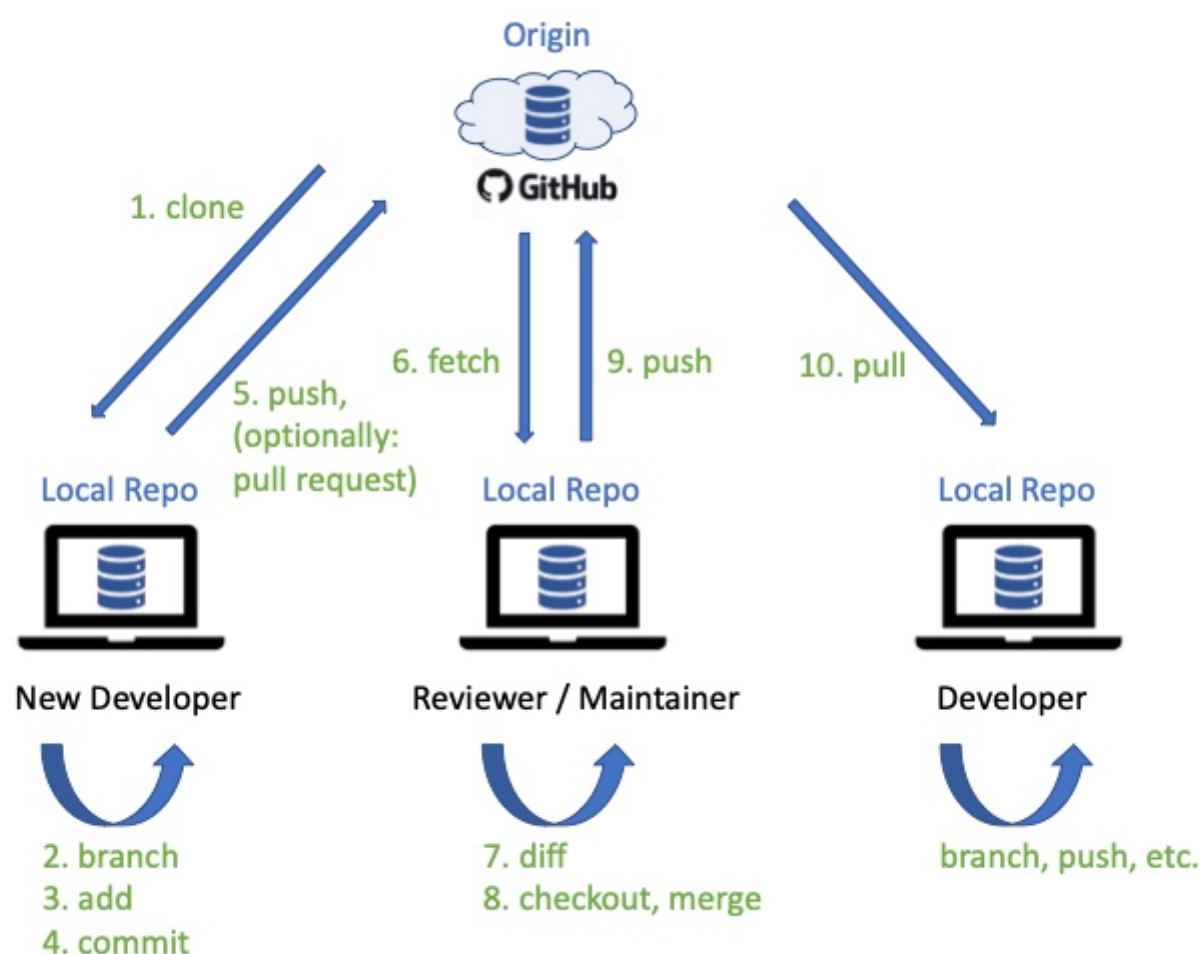 Origin
GitHub
1. clone
6. fetch
9. push
10. pull
5. push,
(optionally:
pull request)
Local Repo
Local Repo
Local Repo
New Developer
Reviewer / Maintainer
Developer
2. branch
3. add
4. commit
7. diff
8. checkout, merge
branch, push, etc.